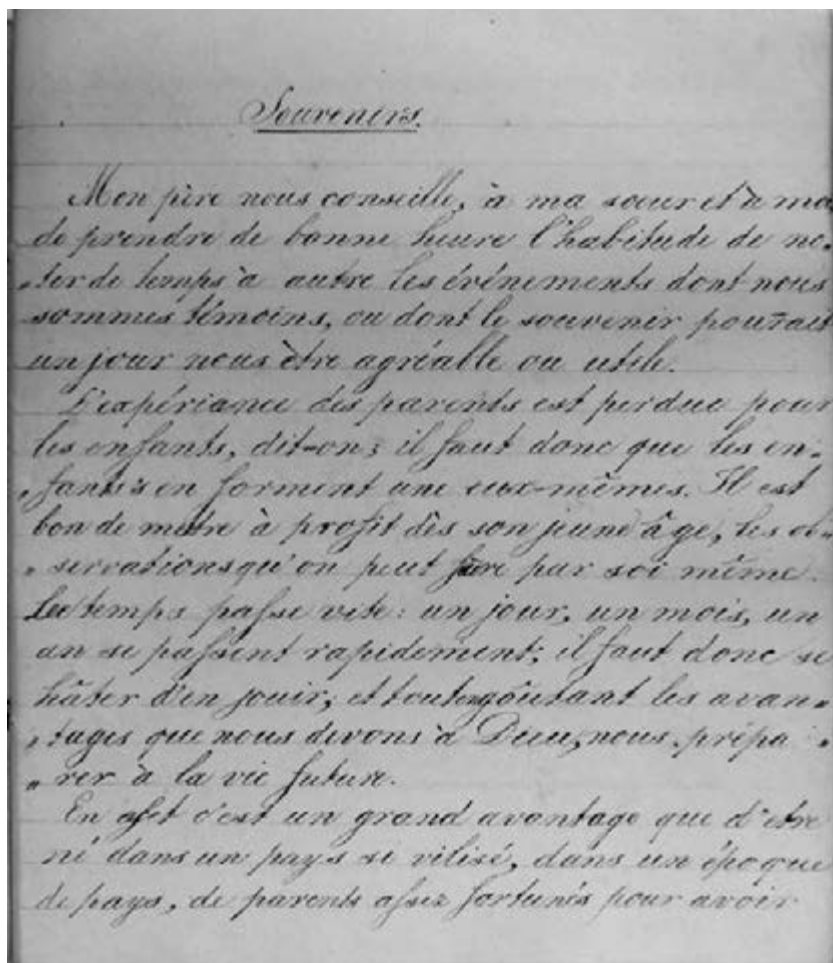 Souvenirs.
Mon père nous conseille, à ma sœur et à moi
de prendre de bonne heure l'habitude de no-
„ter de temps à autre les événements dont nous
sommes témoins, ou dont le souvenir pourait
un jour nous être agréable ou utile.
L'expériance des parents est perdue pour
les enfants, dit-on; il faut donc que les en-
„fants s'en forment une eux-mêmes. Il est
bon de metre à profit dès son jeune âge, les ob-
„servations qu'on peut faire par soi même.
Le temps passe vite: un jour, un mois, un
an se passent rapidement; il faut donc se
hâter d'en jouir; et tout en goûtant les avan-
„tages que nous devons à Dieu, nous prépa
„rer à la vie future.
En efet c'est un grand avantage que d'etre
né dans un pays si vilisé, dans un époque
de pays, de parents assez fortunés pour avoir